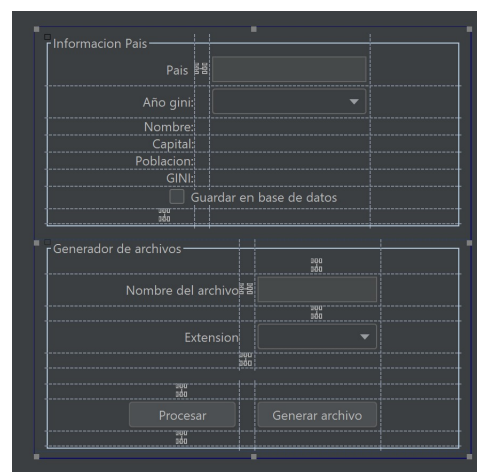 Informacion Pais
Pais
Año gini:
Nombre:
Capital:
Poblacion:
GINI:
Guardar en base de datos
Generador de archivos
Nombre del archivo
Extension
Procesar Generar archivo